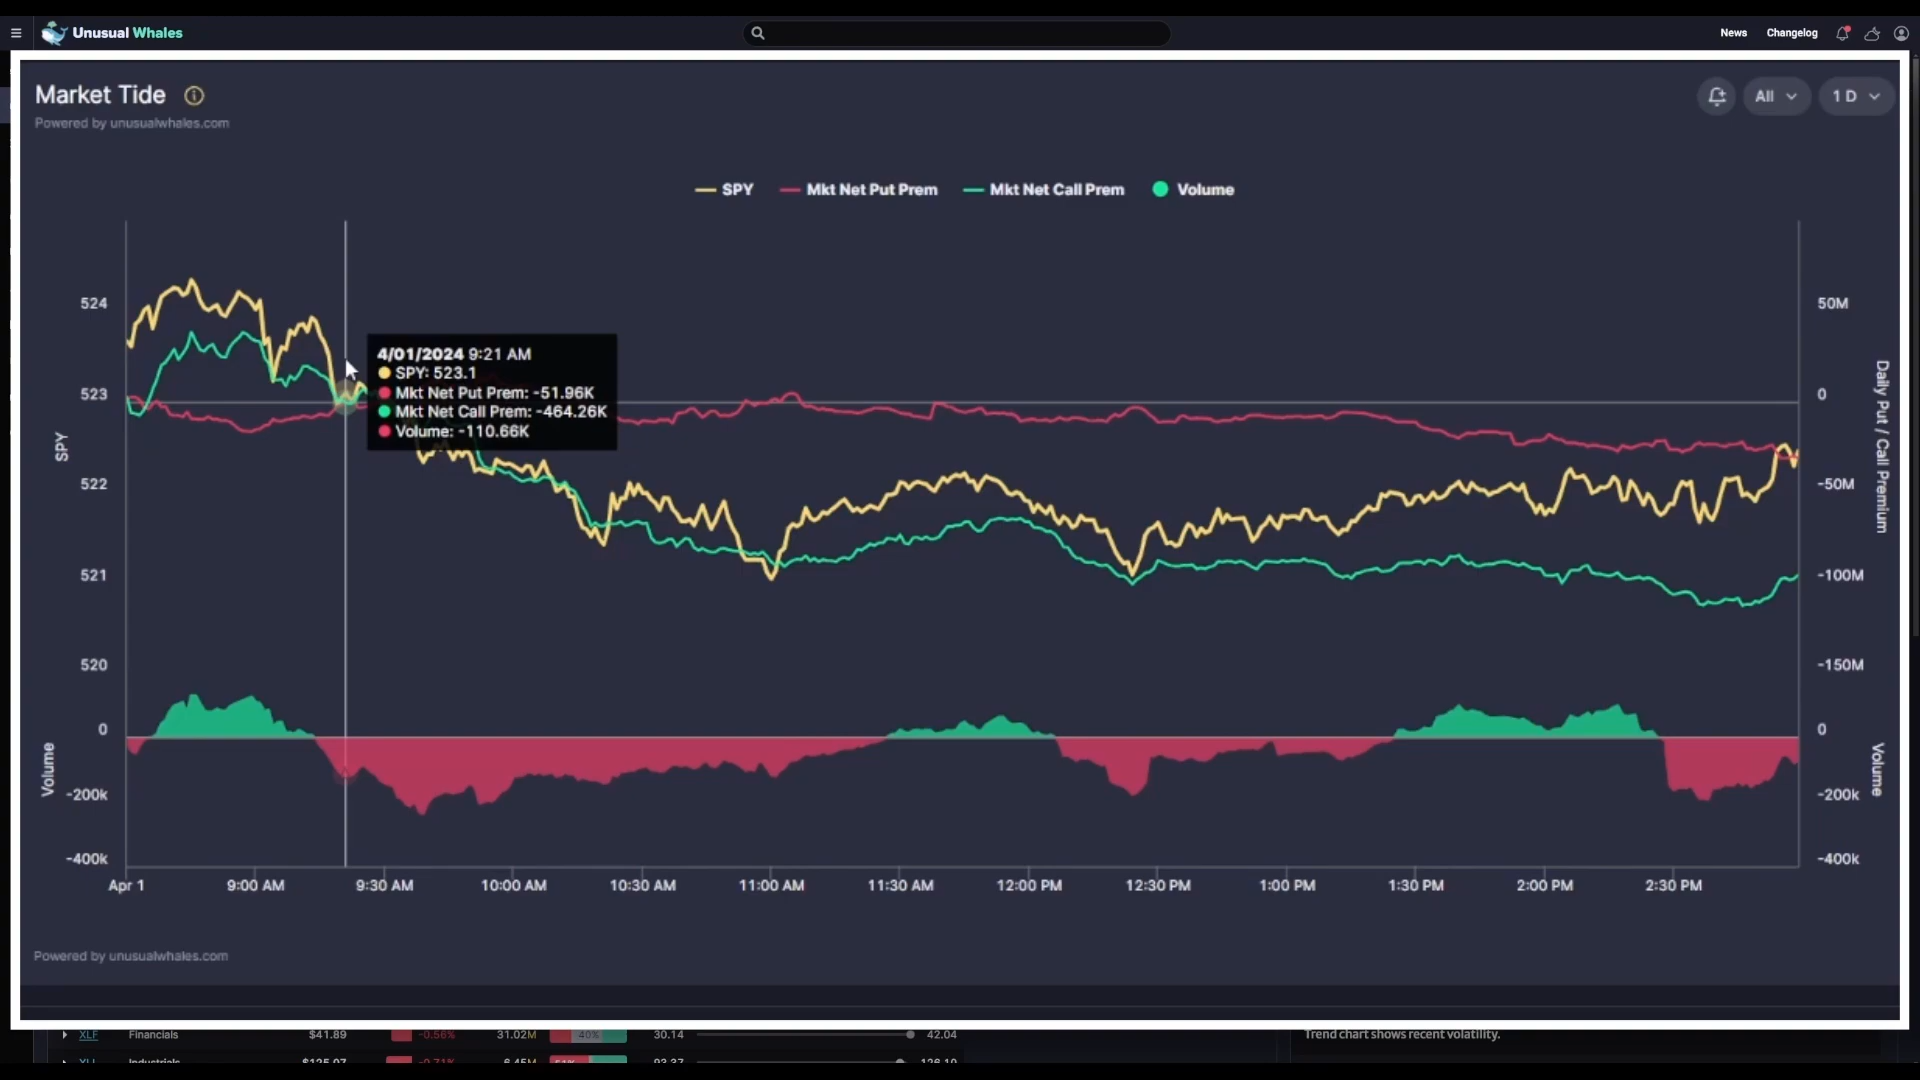 Unusual Whales
News
Changelog
Market Tide
Powered by unusualwhales.com
All
1 D
SPY
Mkt Net Put Prem
Mkt Net Call Prem
Volume
524
523
522
521
520
SPY
50M
0
-50M
-100M
-150M
Daily Put / Call Premium
4/01/2024 9:21 AM
SPY: 523.1
Mkt Net Put Prem: -51.96K
Mkt Net Call Prem: -464.26K
Volume: -110.66K
0
-200k
-400k
Volume
0
-200k
-400k
Volume
Apr 1
9:00 AM
9:30 AM
10:00 AM
10:30 AM
11:00 AM
11:30 AM
12:00 PM
12:30 PM
1:00 PM
1:30 PM
2:00 PM
2:30 PM
Powered by unusualwhales.com
XLF Financials $41.89 -0.56% 31.02M 40% 30.14 42.04
Trend chart shows recent volatility.